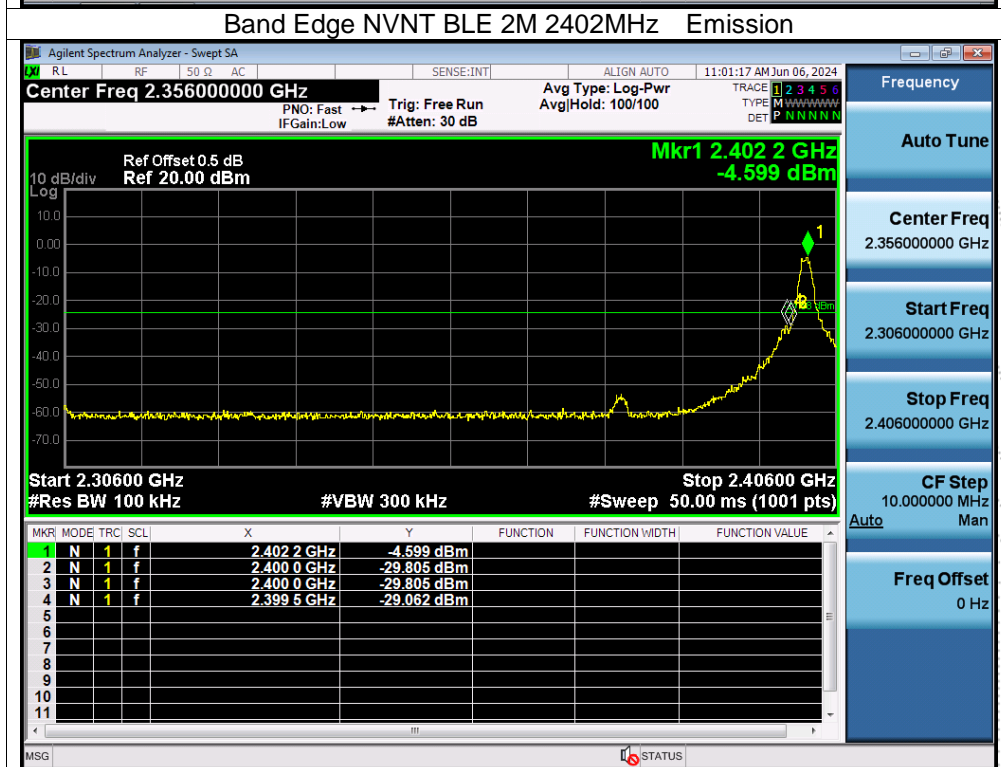 Band Edge NVNT BLE 2M 2402MHz Emission
Agilent Spectrum Analyzer - Swept SA
LXI RL RF 50 Ω AC SENSE:INT ALIGN AUTO 11:01:17 AM Jun 06, 2024
Center Freq 2.356000000 GHz
PNO: Fast
IFGain:Low
Trig: Free Run
#Atten: 30 dB
Avg Type: Log-Pwr
Avg|Hold: 100/100
TRACE 1 2 3 4 5 6
TYPE M WWWWW
DET P N N N N N
Mkr1 2.402 2 GHz
-4.599 dBm
Ref Offset 0.5 dB
10 dB/div Ref 20.00 dBm
Log
10.0
0.00
-10.0
-20.0
-30.0
-40.0
-50.0
-60.0
-70.0
1
dBm
Start 2.30600 GHz Stop 2.40600 GHz
#Res BW 100 kHz #VBW 300 kHz #Sweep 50.00 ms (1001 pts)
MKR MODE TRC SCL X Y FUNCTION FUNCTION WIDTH FUNCTION VALUE
1 N 1 f 2.402 2 GHz -4.599 dBm
2 N 1 f 2.400 0 GHz -29.805 dBm
3 N 1 f 2.400 0 GHz -29.805 dBm
4 N 1 f 2.399 5 GHz -29.062 dBm
5
6
7
8
9
10
11
MSG STATUS
Frequency
Auto Tune
Center Freq
2.356000000 GHz
Start Freq
2.306000000 GHz
Stop Freq
2.406000000 GHz
CF Step
10.000000 MHz
Auto Man
Freq Offset
0 Hz